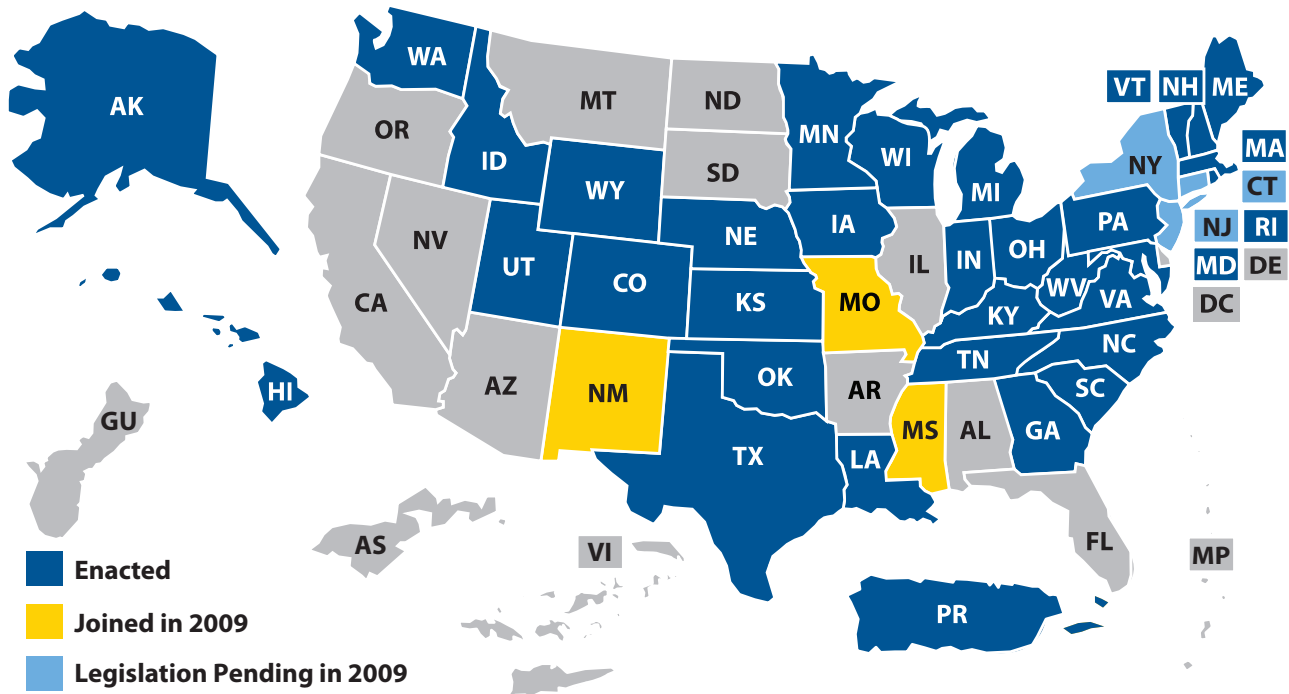 WA
AK
MT
ND
VT
NH
ME
OR
MN
ID
WI
MA
SD
NY
WY
MI
CT
NV
NE
IA
PA
NJ
RI
UT
CO
IL
IN
OH
MD
DE
CA
KS
MO
WV
VA
DC
KY
NC
TN
AZ
NM
OK
AR
SC
HI
GU
TX
MS
AL
GA
LA
AS
VI
FL
MP
Enacted
Joined in 2009
PR
Legislation Pending in 2009